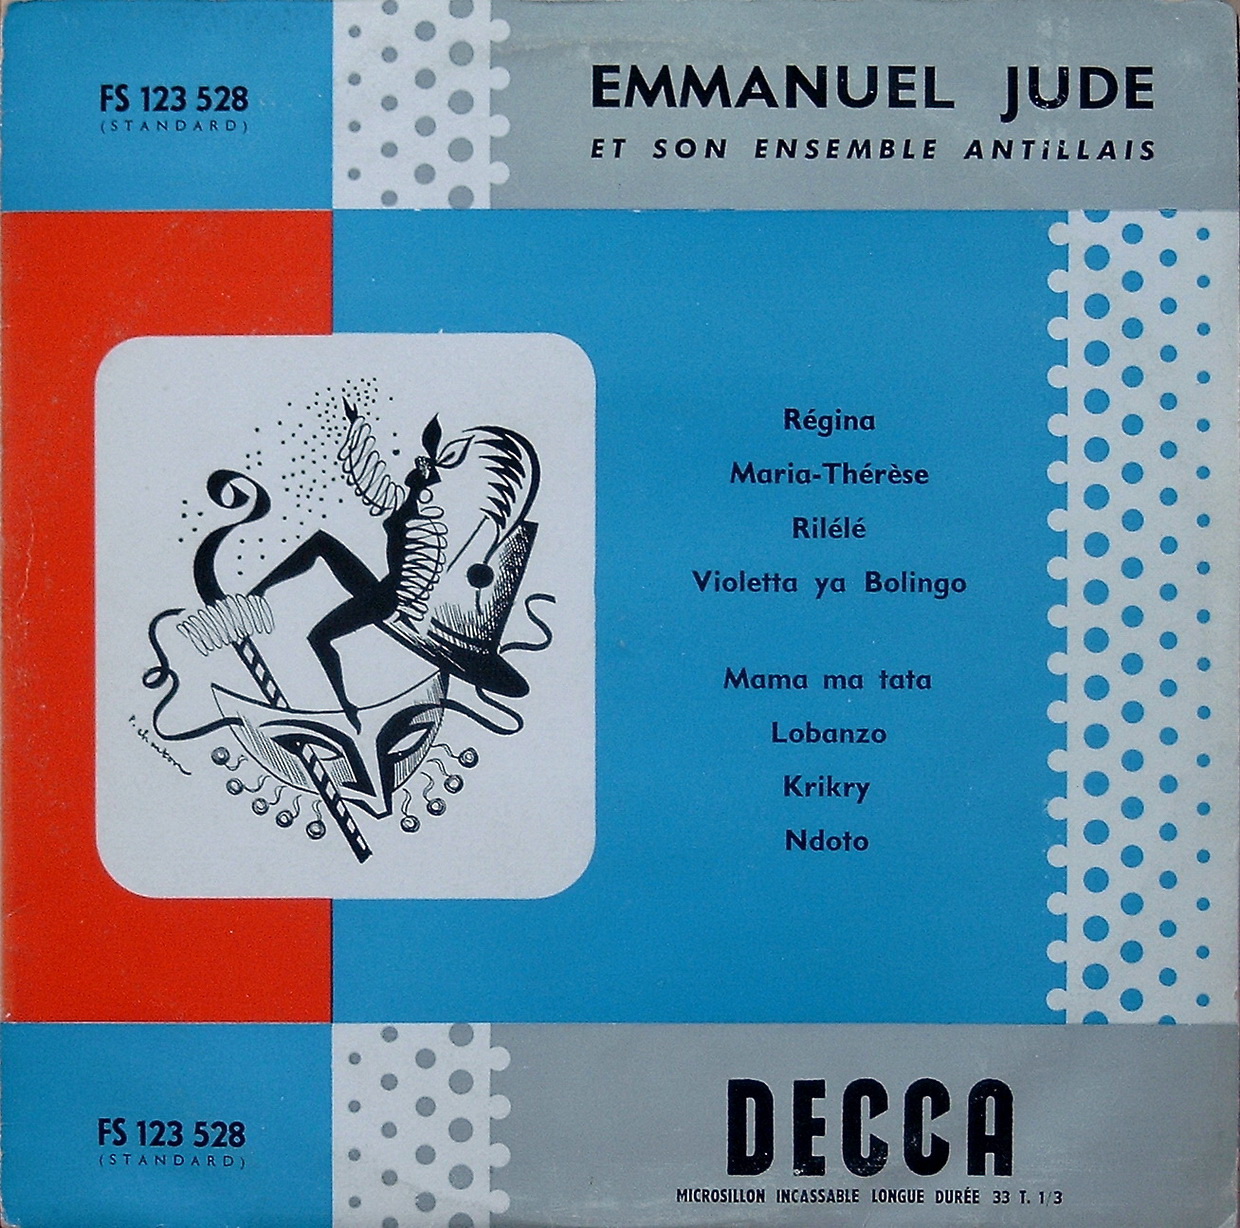 FS 123 528
(STANDARD)
EMMANUEL JUDE
ET SON ENSEMBLE ANTiLLAIS
Régina
Maria-Thérèse
Rilélé
Violetta ya Bolingo
Mama ma tata
Lobanzo
Krikry
Ndoto
FS 123 528
(STANDARD)
DECCA
MICROSILLON INCASSABLE LONGUE DURÉE 33 T. 1/3